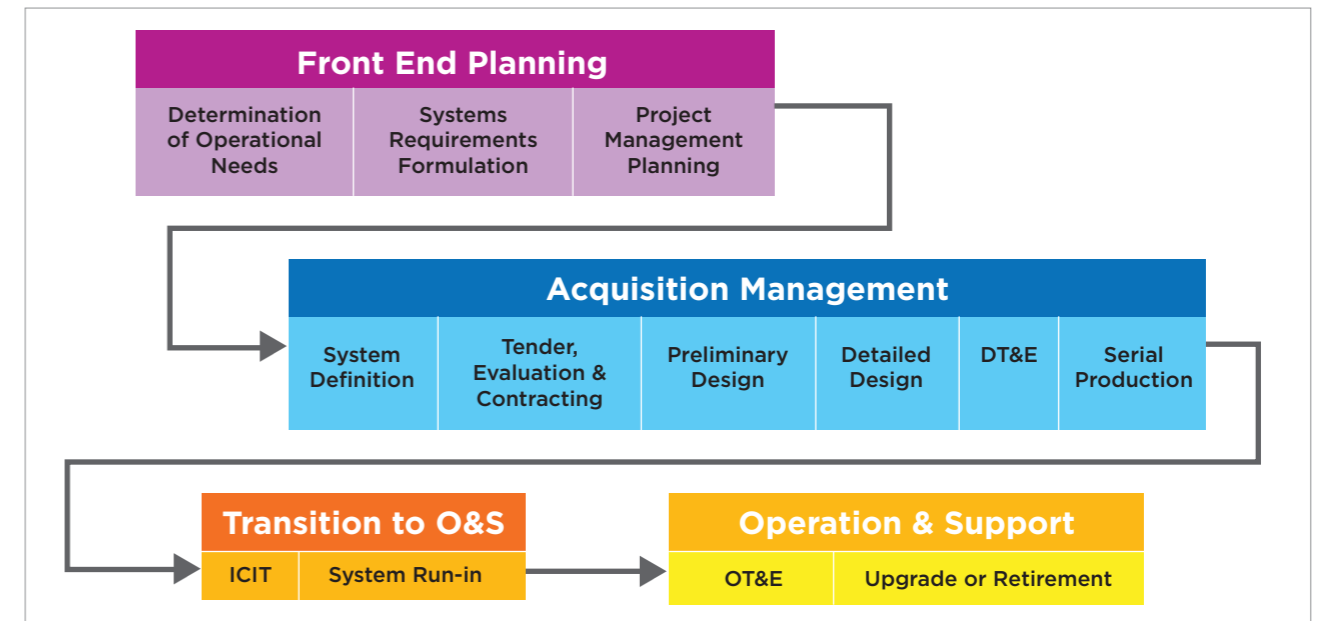 Front End Planning
Determination
of Operational
Needs
Systems
Requirements
Formulation
Project
Management
Planning
Acquisition Management
System
Definition
Tender,
Evaluation &
Contracting
Preliminary
Design
Detailed
Design
DT&E
Serial
Production
Transition to O&S
ICIT
System Run-in
Operation & Support
OT&E
Upgrade or Retirement